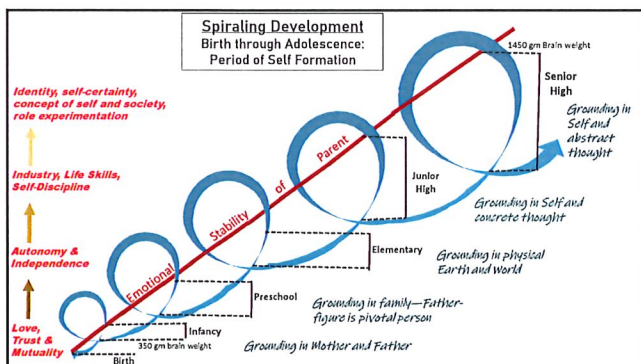 Spiraling Development
Birth through Adolescence:
Period of Self Formation
1450 gm Brain weight
Senior
High
Identity, self-certainty,
concept of self and society,
role experimentation
Grounding in
Self and
abstract
thought
Industry, Life Skills,
Self-Discipline
Junior
High
Grounding in Self and
concrete thought
Emotional Stability of Parent
Autonomy &
Independence
Elementary
Grounding in physical
Earth and World
Preschool
Grounding in family—Father-
figure is pivotal person
Love,
Trust &
Mutuality
Infancy
350 gm brain weight
Grounding in Mother and Father
Birth